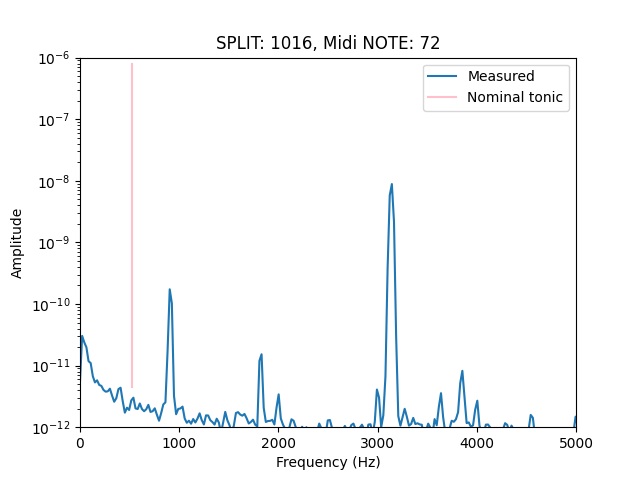 SPLIT: 1016, Midi NOTE: 72
Measured
Nominal tonic
Amplitude
10⁻⁶
10⁻⁷
10⁻⁸
10⁻⁹
10⁻¹⁰
10⁻¹¹
10⁻¹²
0 1000 2000 3000 4000 5000
Frequency (Hz)